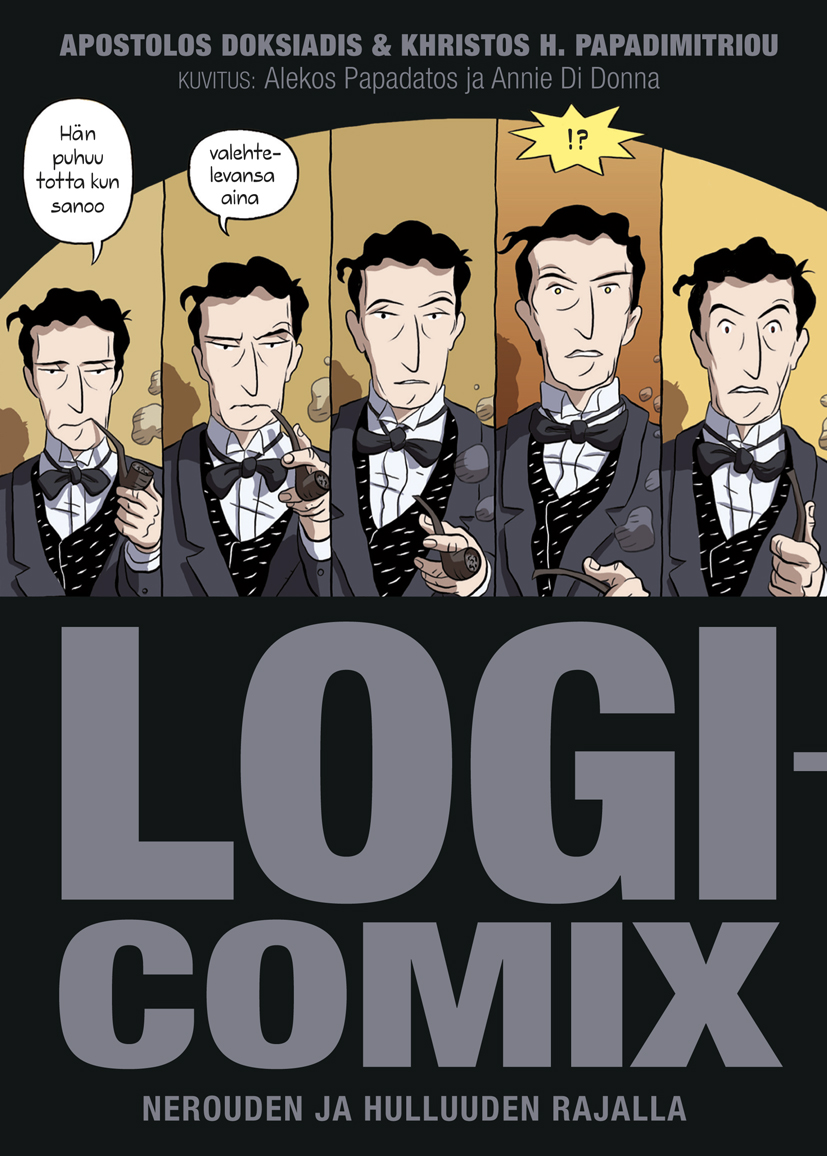 APOSTOLOS DOKSIADIS & KHRISTOS H. PAPADIMITRIOU
KUVITUS: Alekos Papadatos ja Annie Di Donna
Hän
puhuu
totta kun
sanoo
valehte-
levansa
aina
!?
LOGI-
COMIX
NEROUDEN JA HULLUUDEN RAJALLA